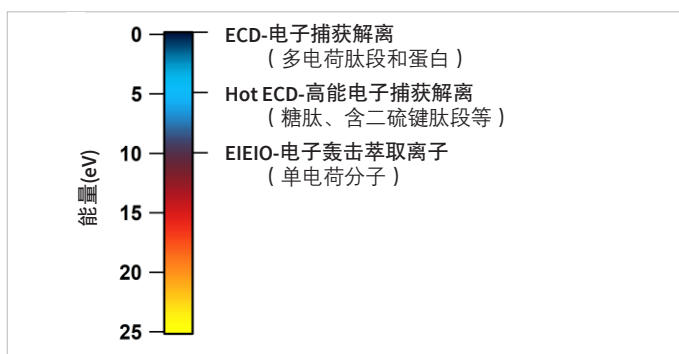 0
ECD-电子捕获解离
（多电荷肽段和蛋白）
5
Hot ECD-高能电子捕获解离
（糖肽、含二硫键肽段等）
10
EIEIO-电子轰击萃取离子
（单电荷分子）
能量(eV)
15
20
25